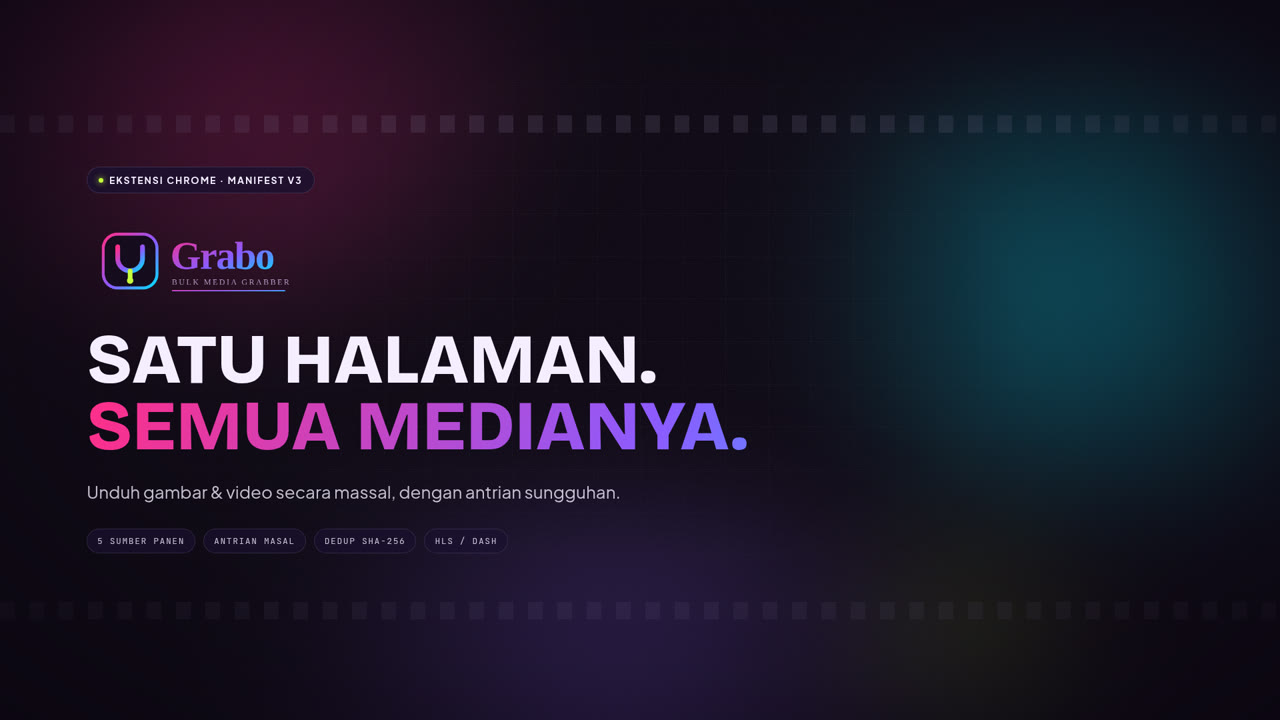 EKSTENSI CHROME · MANIFEST V3
Grabo
BULK MEDIA GRABBER
SATU HALAMAN.
SEMUA MEDIANYA.
Unduh gambar & video secara massal, dengan antrian sungguhan.
5 SUMBER PANEN
ANTRIAN MASAL
DEDUP SHA-256
HLS / DASH